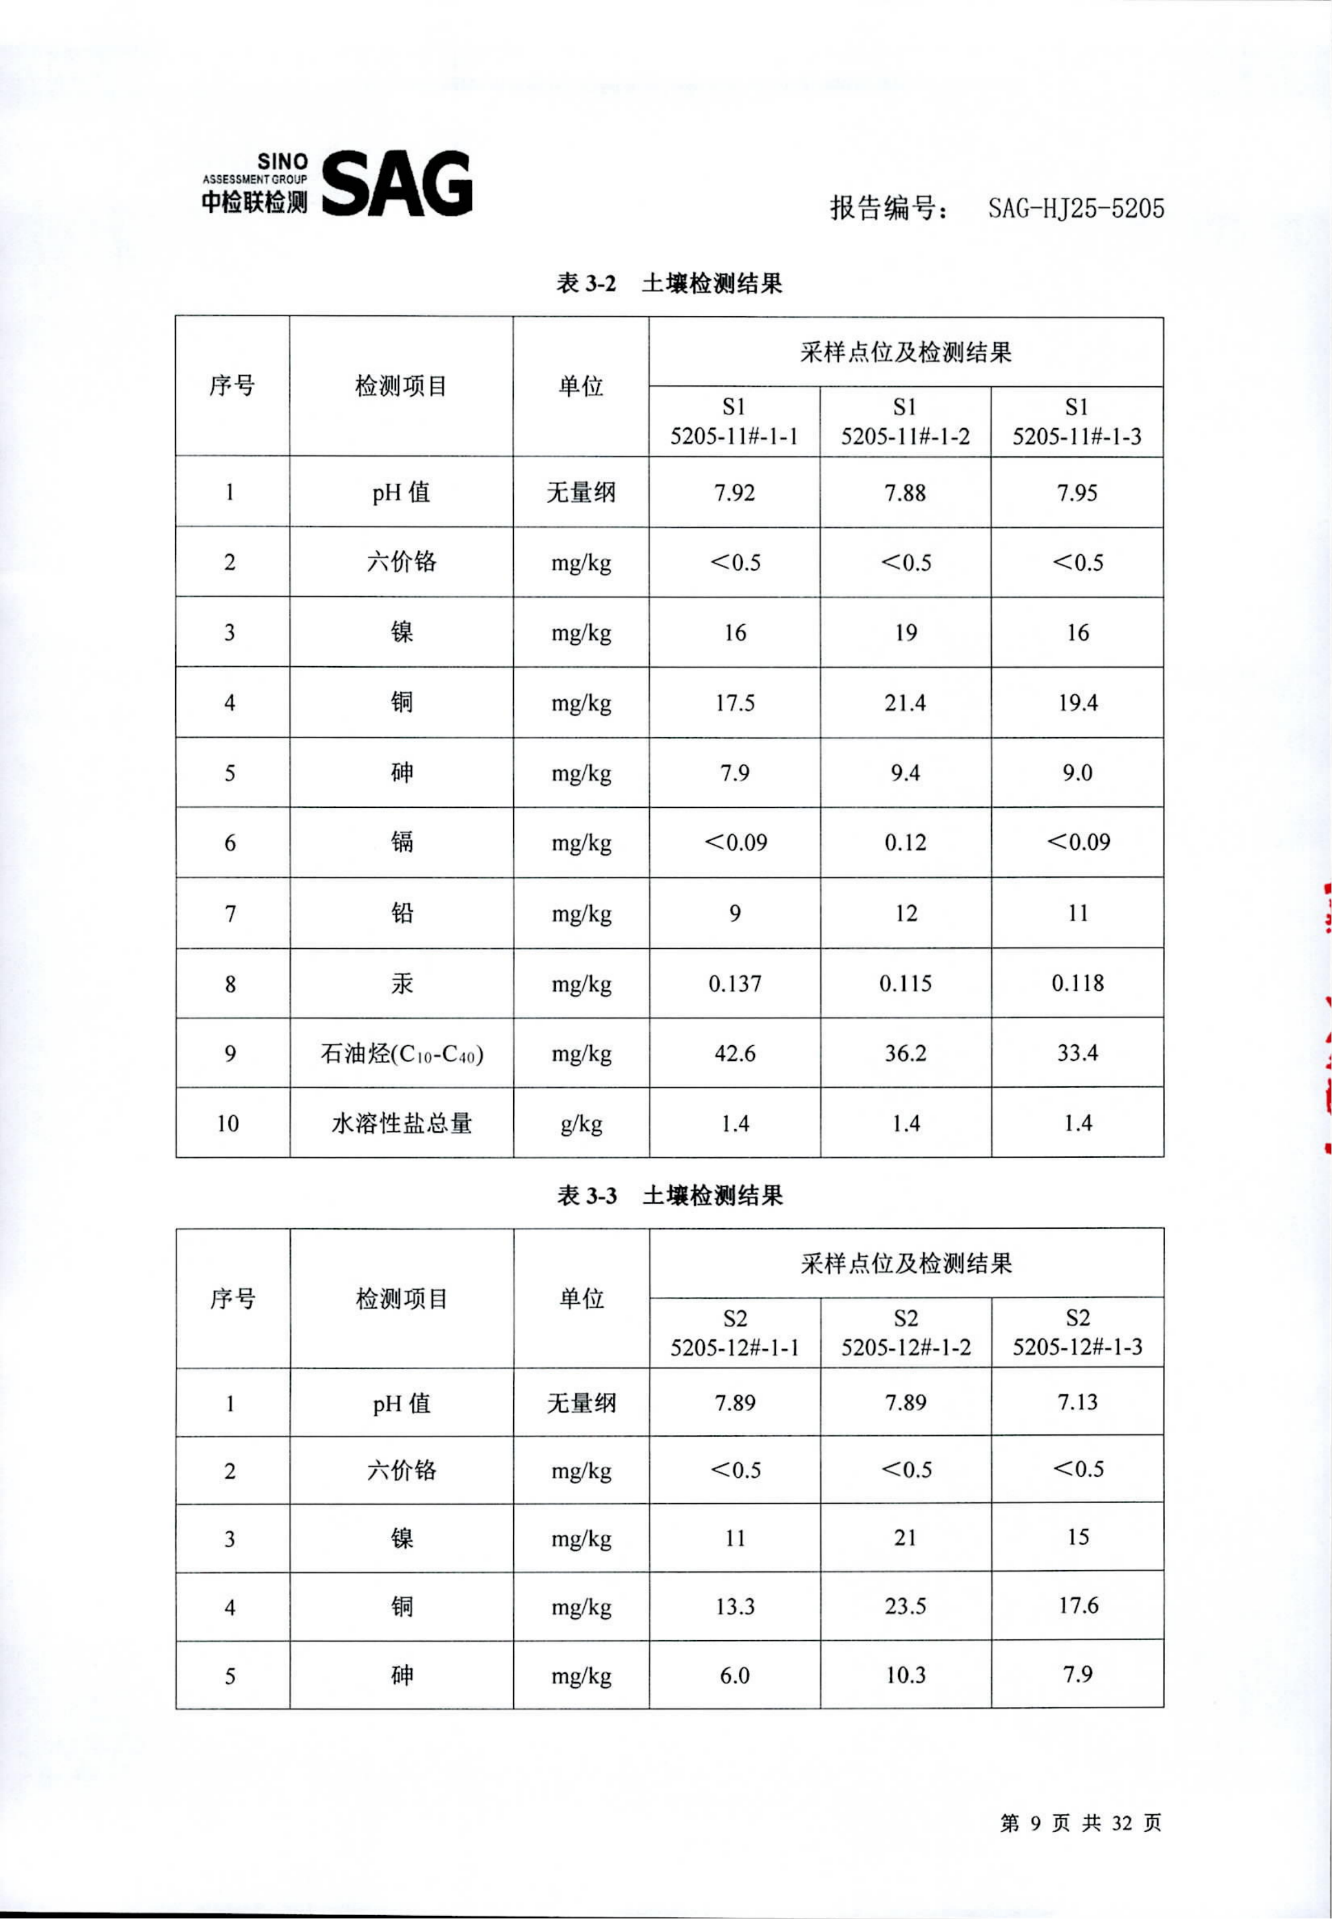 SINO
ASSESSMENT GROUP
中检联检测
SAG
报告编号： SAG-HJ25-5205
表 3-2 土壤检测结果
序号 检测项目 单位 采样点位及检测结果
S1 S1 S1
5205-11#-1-1 5205-11#-1-2 5205-11#-1-3
1 pH 值 无量纲 7.92 7.88 7.95
2 六价铬 mg/kg ＜0.5 ＜0.5 ＜0.5
3 镍 mg/kg 16 19 16
4 铜 mg/kg 17.5 21.4 19.4
5 砷 mg/kg 7.9 9.4 9.0
6 镉 mg/kg ＜0.09 0.12 ＜0.09
7 铅 mg/kg 9 12 11
8 汞 mg/kg 0.137 0.115 0.118
9 石油烃(C10-C40) mg/kg 42.6 36.2 33.4
10 水溶性盐总量 g/kg 1.4 1.4 1.4
表 3-3 土壤检测结果
序号 检测项目 单位 采样点位及检测结果
S2 S2 S2
5205-12#-1-1 5205-12#-1-2 5205-12#-1-3
1 pH 值 无量纲 7.89 7.89 7.13
2 六价铬 mg/kg ＜0.5 ＜0.5 ＜0.5
3 镍 mg/kg 11 21 15
4 铜 mg/kg 13.3 23.5 17.6
5 砷 mg/kg 6.0 10.3 7.9
第 9 页 共 32 页